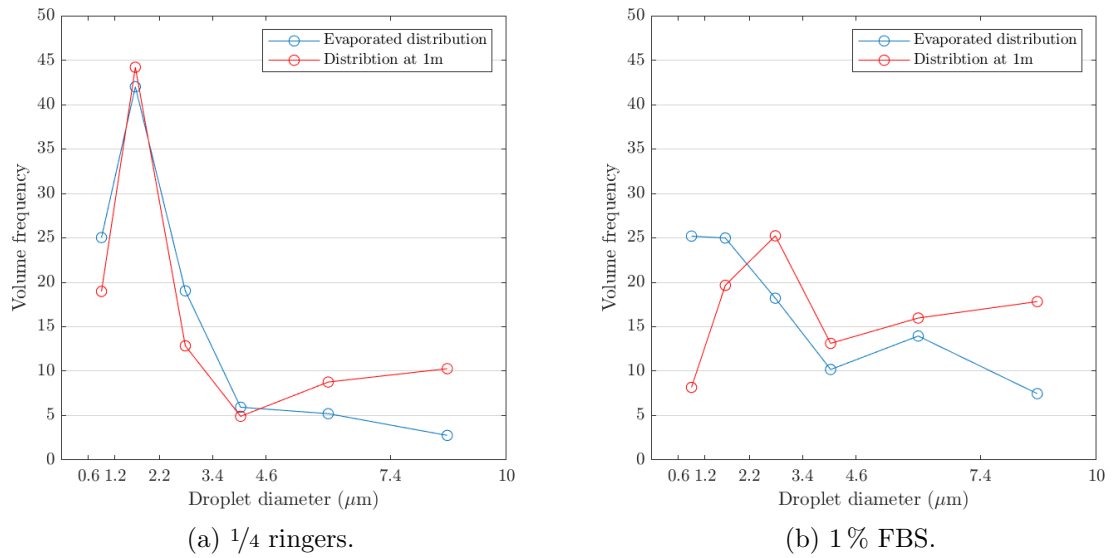 50
45
40
35
30
25
20
15
10
5
0
Volume frequency
Evaporated distribution
Distribtion at 1m
0.6 1.2 2.2 3.4 4.6 7.4 10
Droplet diameter (μm)
(a) 1/4 ringers.
50
45
40
35
30
25
20
15
10
5
0
Volume frequency
Evaporated distribution
Distribtion at 1m
0.6 1.2 2.2 3.4 4.6 7.4 10
Droplet diameter (μm)
(b) 1 % FBS.